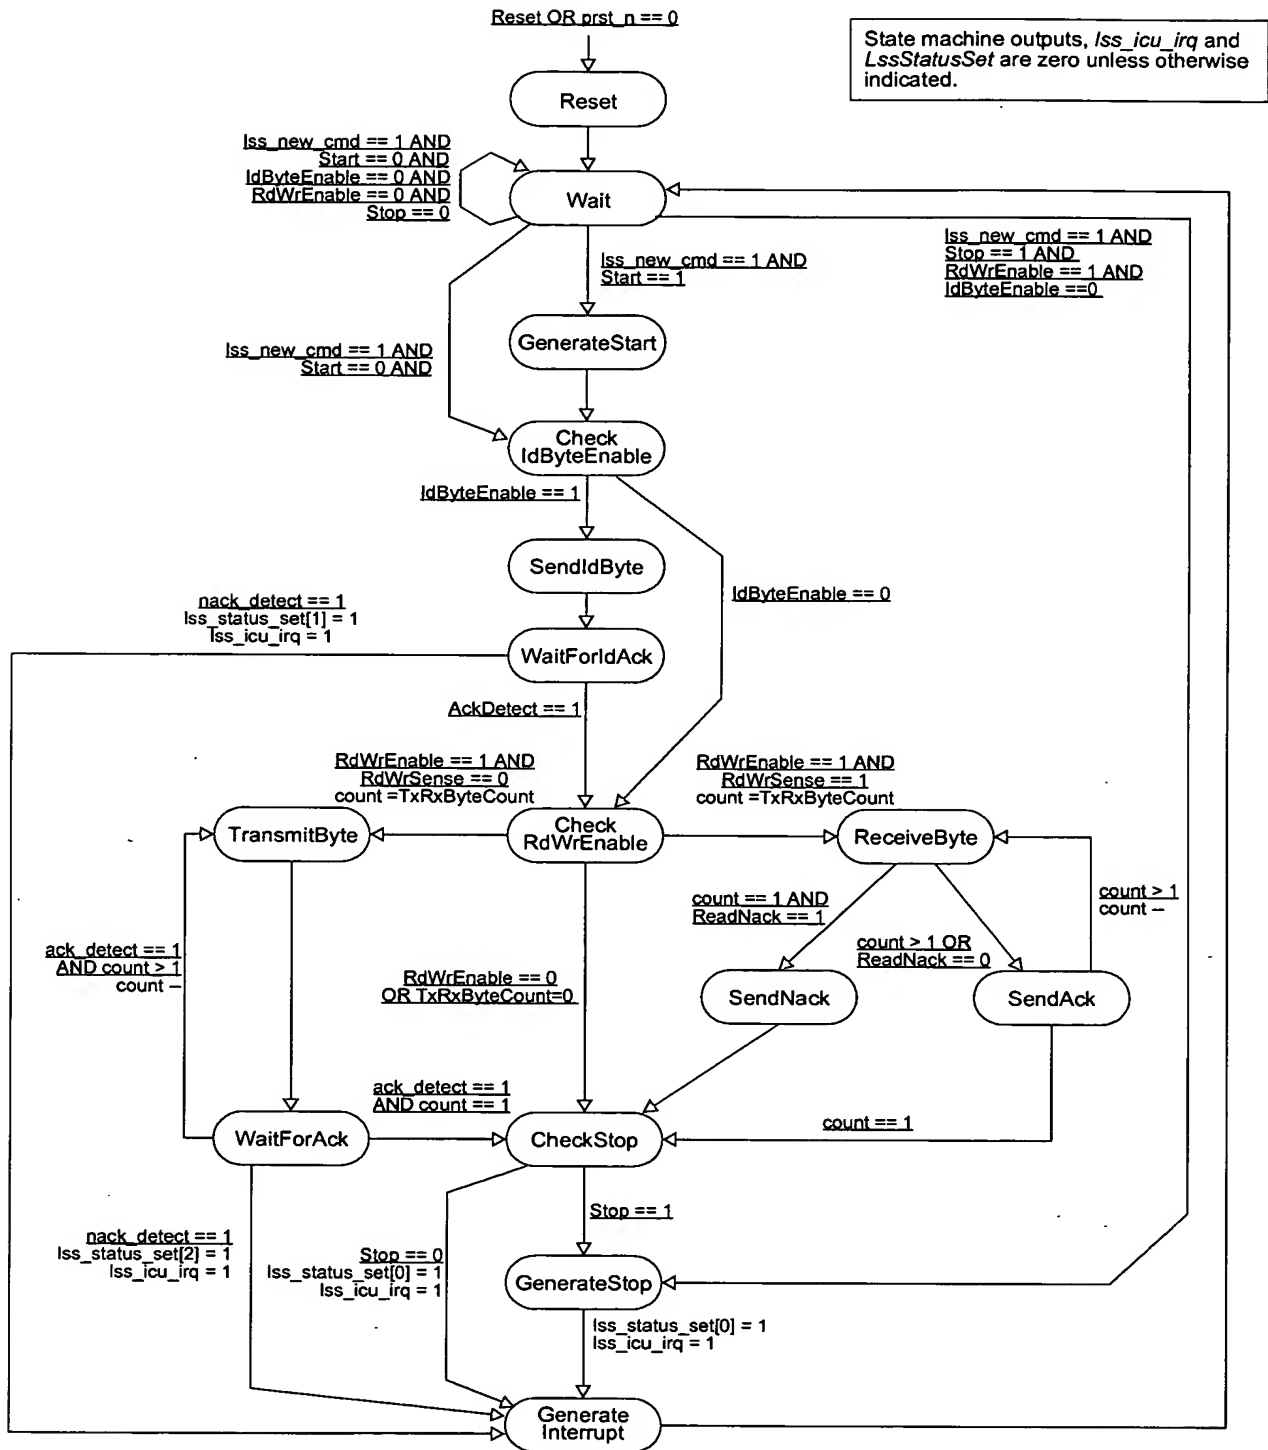 Reset OR prst_n == 0
State machine outputs, lss_icu_irq and
LssStatusSet are zero unless otherwise
indicated.
Reset
lss_new_cmd == 1 AND
Start == 0 AND
IdByteEnable == 0 AND
RdWrEnable == 0 AND
Stop == 0
Wait
lss_new_cmd == 1 AND
Start == 1
lss_new_cmd == 1 AND
Stop == 1 AND
RdWrEnable == 1 AND
IdByteEnable ==0
GenerateStart
lss_new_cmd == 1 AND
Start == 0 AND
Check
IdByteEnable
IdByteEnable == 1
SendIdByte
IdByteEnable == 0
nack_detect == 1
lss_status_set[1] = 1
lss_icu_irq = 1
WaitForIdAck
AckDetect == 1
RdWrEnable == 1 AND
RdWrSense == 0
count =TxRxByteCount
RdWrEnable == 1 AND
RdWrSense == 1
count =TxRxByteCount
TransmitByte
Check
RdWrEnable
ReceiveByte
count == 1 AND
ReadNack == 1
count > 1
count –
ack_detect == 1
AND count > 1
count –
count > 1 OR
ReadNack == 0
RdWrEnable == 0
OR TxRxByteCount=0
SendNack
SendAck
ack_detect == 1
AND count == 1
WaitForAck
CheckStop
count == 1
Stop == 1
nack_detect == 1
lss_status_set[2] = 1
lss_icu_irq = 1
Stop == 0
lss_status_set[0] = 1
lss_icu_irq = 1
GenerateStop
lss_status_set[0] = 1
lss_icu_irq = 1
Generate
Interrupt